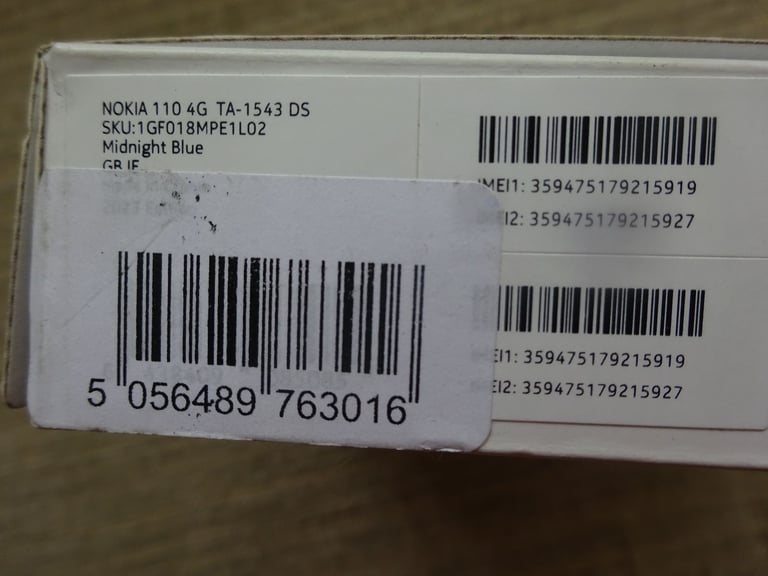 NOKIA 110 4G TA-1543 DS
SKU:1GF018MPE1L02
Midnight Blue
GB IE
5 056489 763016
IMEI1: 359475179215919
IMEI2: 359475179215927
IMEI1: 359475179215919
IMEI2: 359475179215927